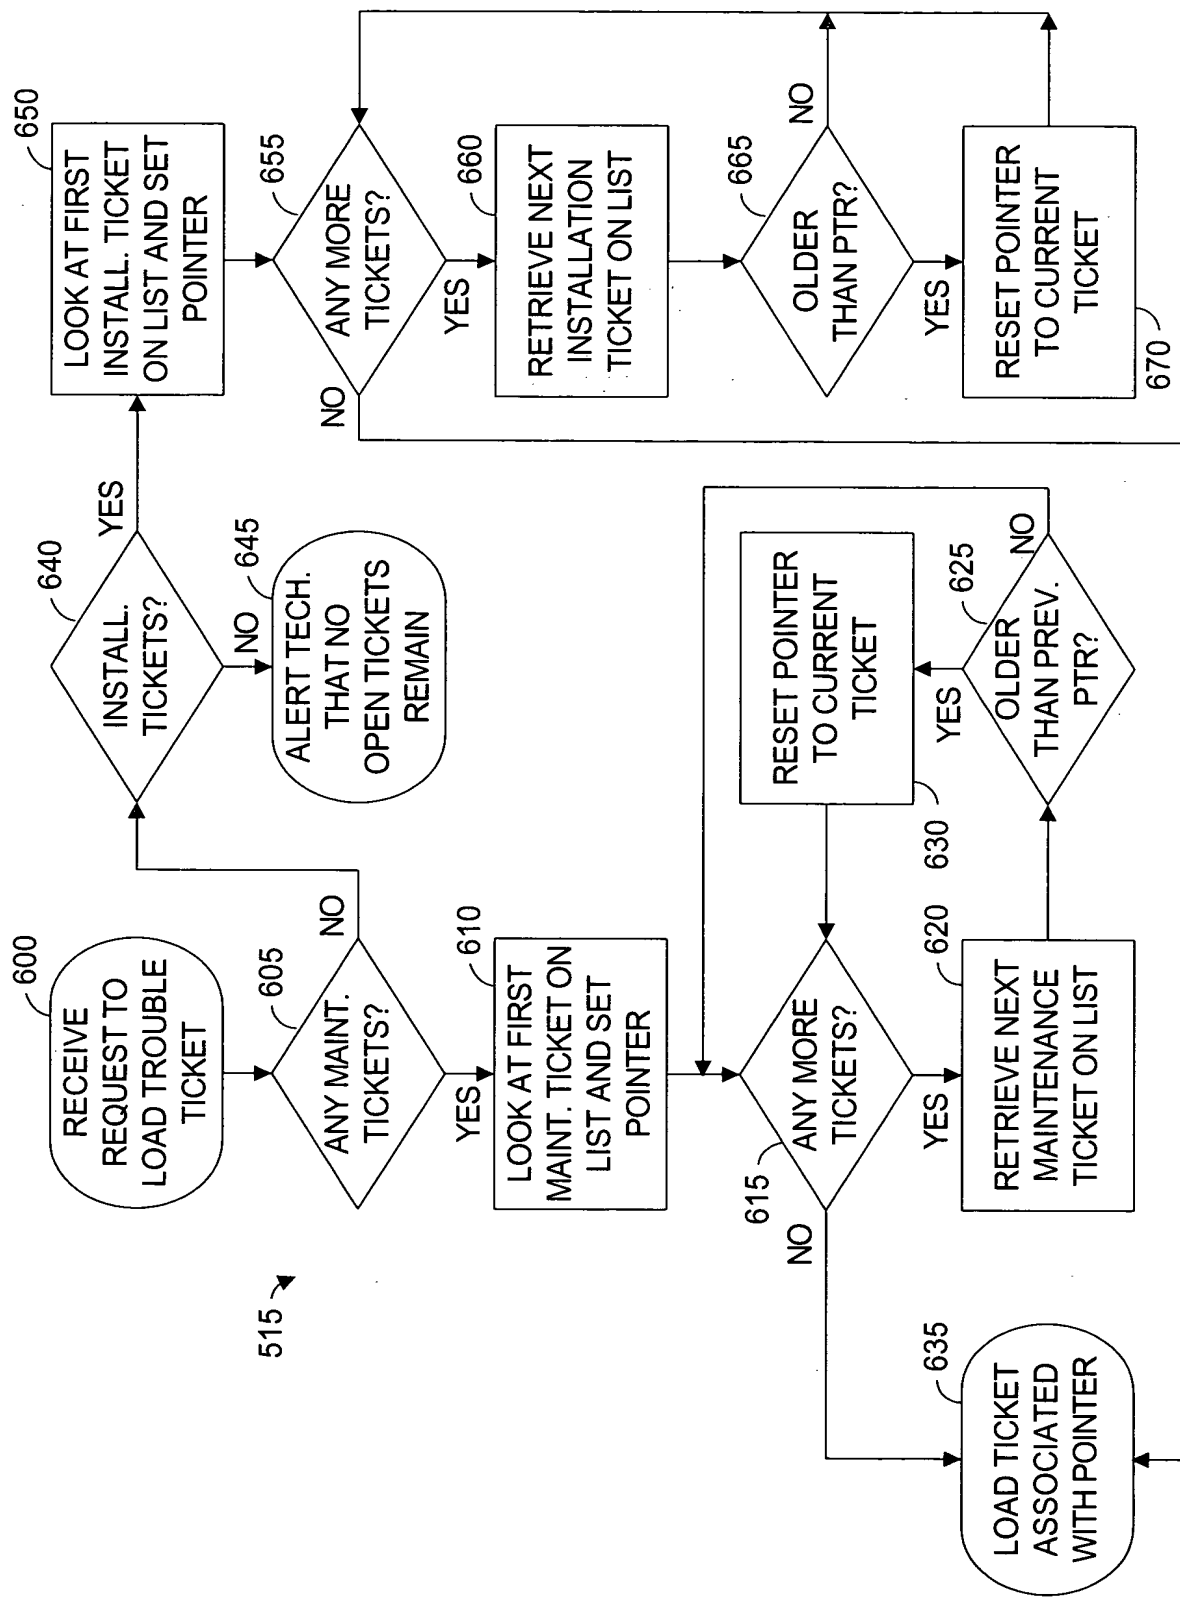 515
600
RECEIVE
REQUEST TO
LOAD TROUBLE
TICKET
605
ANY MAINT.
TICKETS?
NO
YES
610
LOOK AT FIRST
MAINT. TICKET ON
LIST AND SET
POINTER
615
ANY MORE
TICKETS?
NO
YES
620
RETRIEVE NEXT
MAINTENANCE
TICKET ON LIST
625
OLDER
THAN PREV.
PTR?
NO
YES
630
RESET POINTER
TO CURRENT
TICKET
635
LOAD TICKET
ASSOCIATED
WITH POINTER
640
INSTALL.
TICKETS?
YES
NO
645
ALERT TECH.
THAT NO
OPEN TICKETS
REMAIN
650
LOOK AT FIRST
INSTALL. TICKET
ON LIST AND SET
POINTER
655
ANY MORE
TICKETS?
NO
YES
660
RETRIEVE NEXT
INSTALLATION
TICKET ON LIST
665
OLDER
THAN PTR?
NO
YES
RESET POINTER
TO CURRENT
TICKET
670